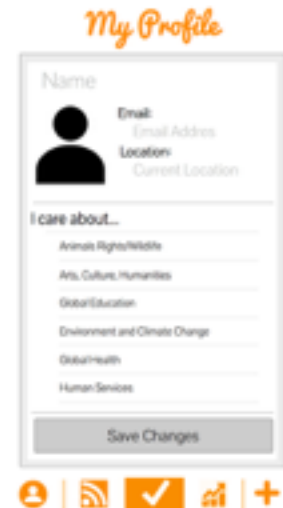 My Profile
Name
Email:
Email Addres
Location:
Current Location
I care about...
Animals Rights/Wildlife
Arts, Culture, Humanities
Global Education
Environment and Climate Change
Global Health
Human Services
Save Changes